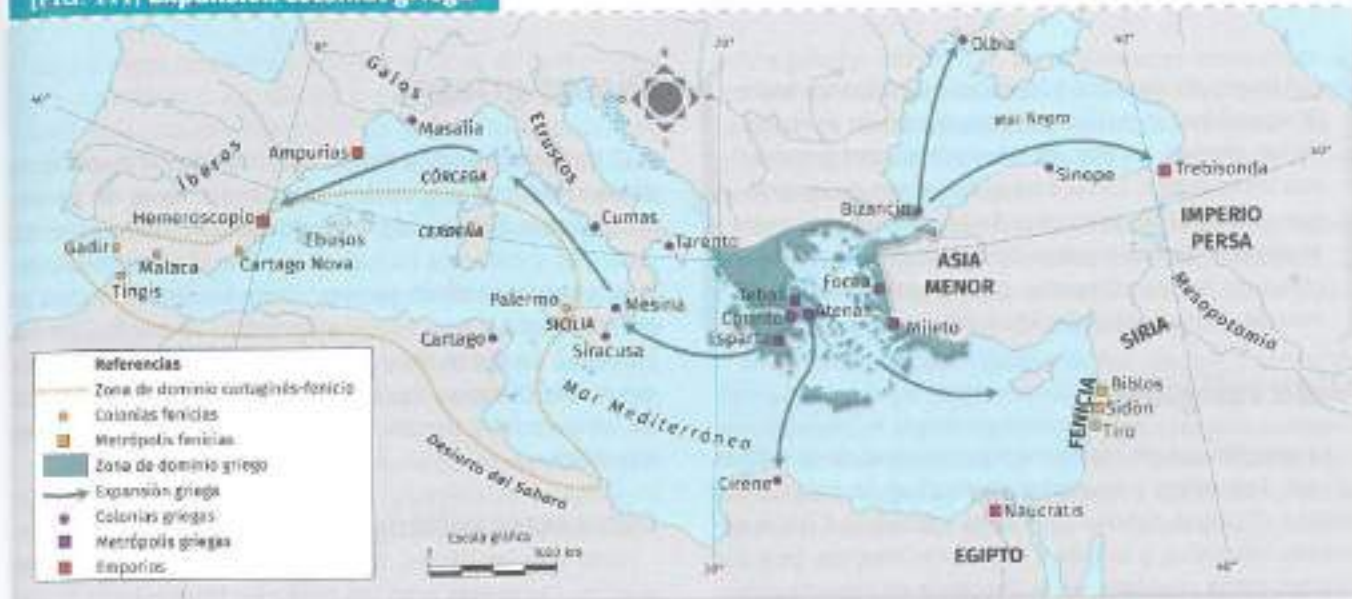 Expansión colonial griega
Galos
Masalia
Ampurias
Iberos
Etruscos
CÓRCEGA
Hemeroscopio
CERDEÑA
Ebusos
Gadir
Malaca
Cartago Nova
Tingis
Cumas
Tarento
Palermo
Mesina
SICILIA
Siracusa
Cartago
Mar Mediterráneo
Desierto del Sahara
Olbia
Mar Negro
Sinope
Trebisonda
Bizancio
IMPERIO
PERSA
ASIA
MENOR
Focea
Tebas
Corinto
Atenas
Esparta
Mileto
Mesopotamia
SIRIA
FENICIA
Biblos
Sidón
Tiro
Cirene
Naucratis
EGIPTO
Referencias
Zona de dominio cartaginés-fenicio
Colonias fenicias
Metrópolis fenicias
Zona de dominio griego
Expansión griega
Colonias griegas
Metrópolis griegas
Emporios
Escala gráfica